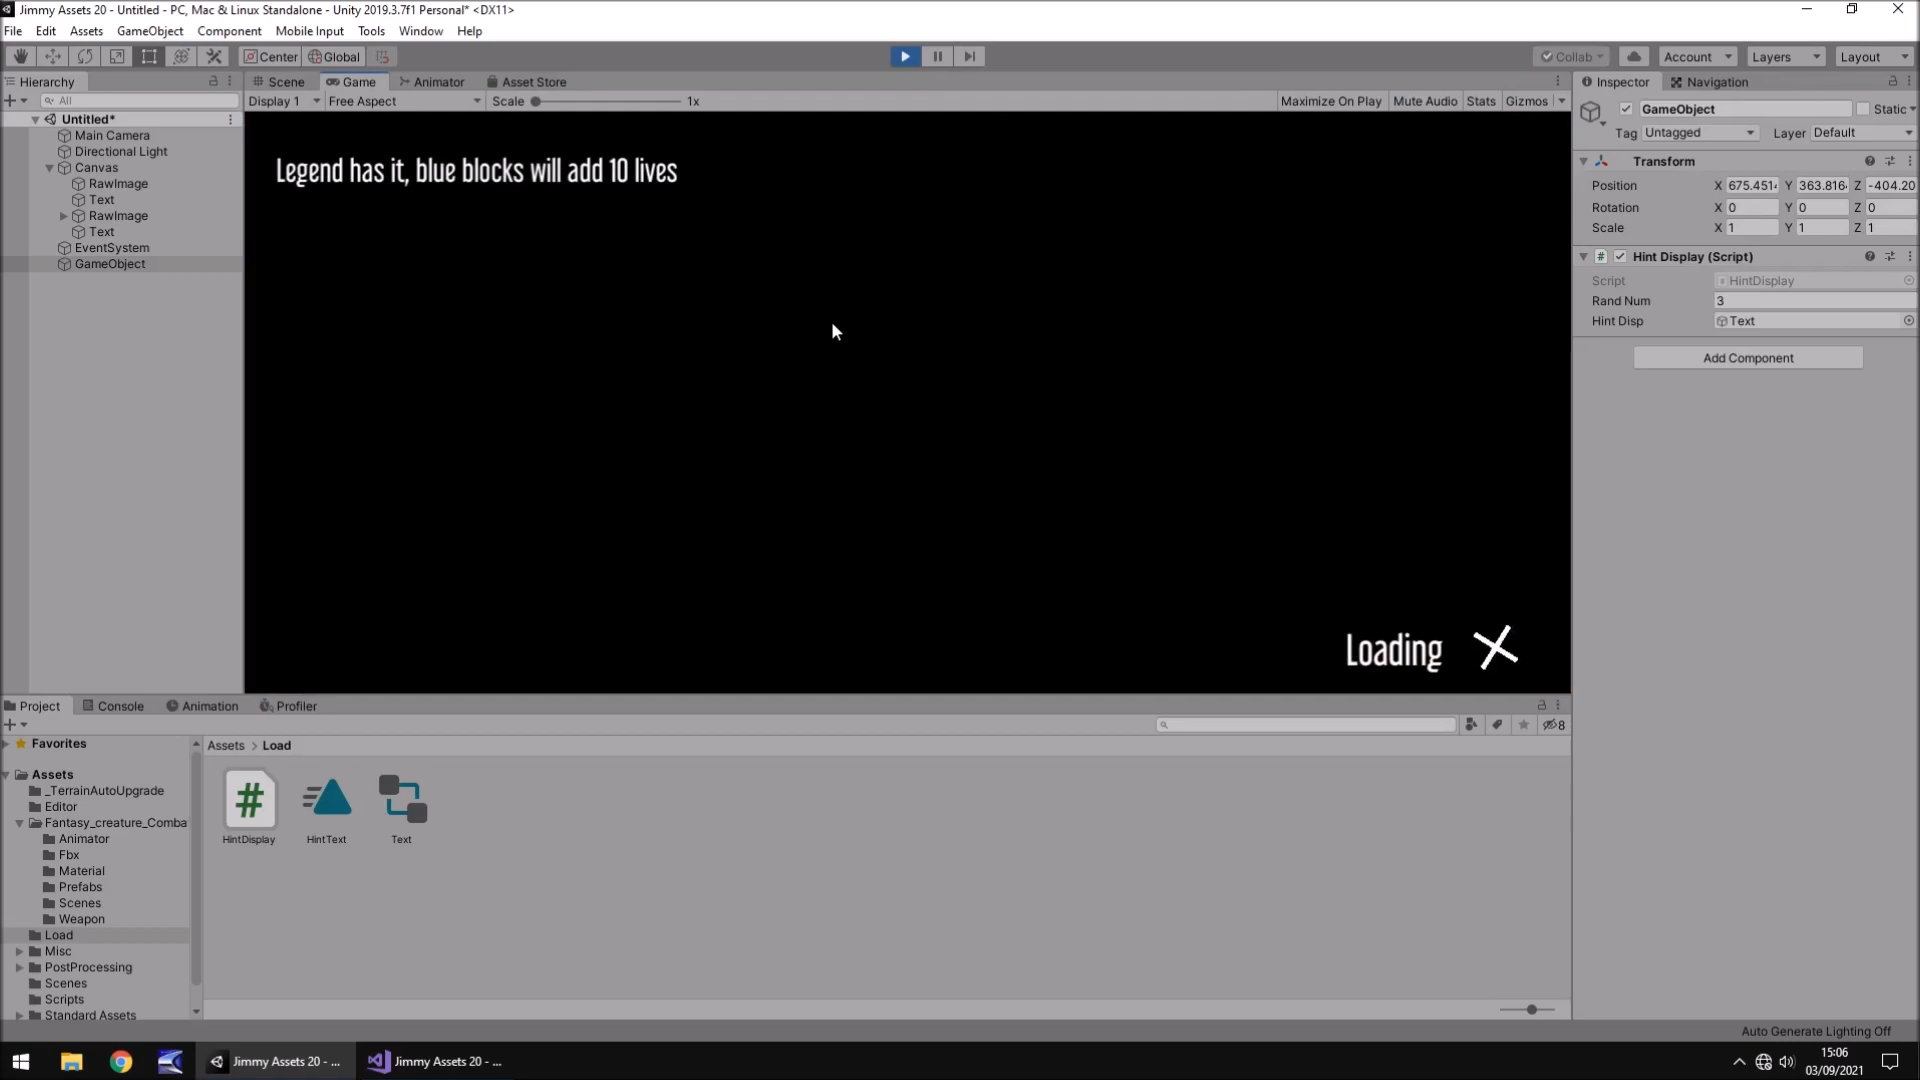 Jimmy Assets 20 - Untitled - PC, Mac & Linux Standalone - Unity 2019.3.7f1 Personal* <DX11>
File Edit Assets GameObject Component Mobile Input Tools Window Help
Center Global Collab Account Layers Layout
Hierarchy
All
Untitled*
Main Camera
Directional Light
Canvas
RawImage
Text
RawImage
Text
EventSystem
GameObject
Scene Game Animator Asset Store
Display 1 Free Aspect Scale 1x Maximize On Play Mute Audio Stats Gizmos
Legend has it, blue blocks will add 10 lives
Loading
Inspector Navigation
GameObject Static
Tag Untagged Layer Default
Transform
Position X 675.451 Y 363.816 Z -404.20
Rotation X 0 Y 0 Z 0
Scale X 1 Y 1 Z 1
# Hint Display (Script)
Script HintDisplay
Rand Num 3
Hint Disp Text
Add Component
Project Console Animation Profiler
8
Favorites
Assets
_TerrainAutoUpgrade
Editor
Fantasy_creature_Comba
Animator
Fbx
Material
Prefabs
Scenes
Weapon
Load
Misc
PostProcessing
Scenes
Scripts
Standard Assets
Assets > Load
#
HintDisplay HintText Text
Auto Generate Lighting Off
Jimmy Assets 20 - ... Jimmy Assets 20 - ...
15:06
03/09/2021